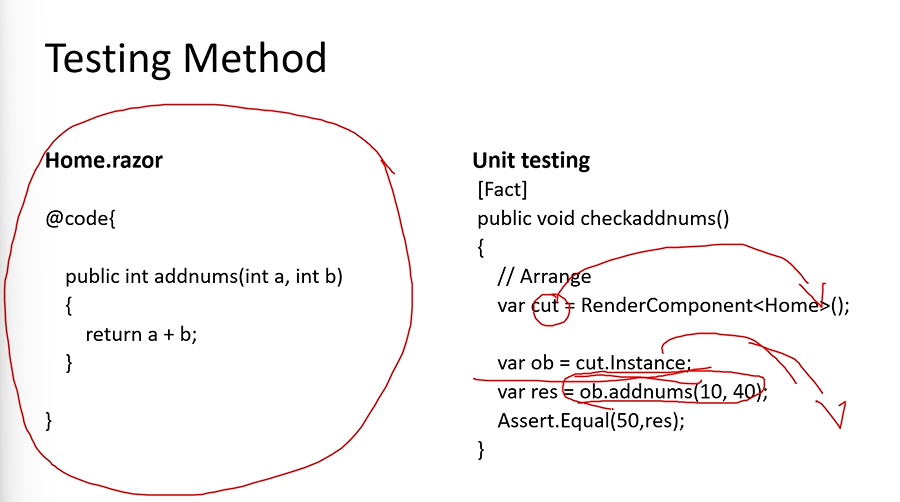 Testing Method
Home.razor
@code{
public int addnums(int a, int b)
{
return a + b;
}
}
Unit testing
[Fact]
public void checkaddnums()
{
// Arrange
var cut = RenderComponent<Home>();
var ob = cut.Instance;
var res = ob.addnums(10, 40);
Assert.Equal(50,res);
}